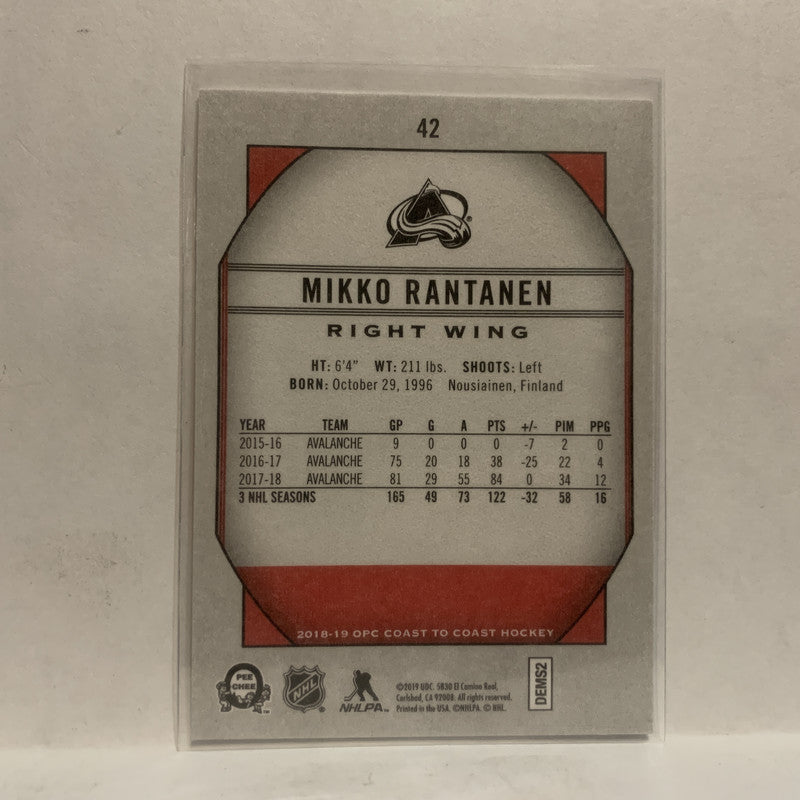 42
MIKKO RANTANEN
RIGHT WING
HT: 6'4" WT: 211 lbs. SHOOTS: Left
BORN: October 29, 1996 Nousiainen, Finland
YEAR TEAM GP G A PTS +/- PIM PPG
2015-16 AVALANCHE 9 0 0 0 -7 2 0
2016-17 AVALANCHE 75 20 18 38 -25 22 4
2017-18 AVALANCHE 81 29 55 84 0 34 12
3 NHL SEASONS 165 49 73 122 -32 58 16
2018-19 OPC COAST TO COAST HOCKEY
PEE
CHEE
NHL
NHLPA
©2019 UDC. 5830 El Camino Real,
Carlsbad, CA 92008. All rights reserved.
Printed in the USA. ©NHLPA. © NHL.
DEMS2